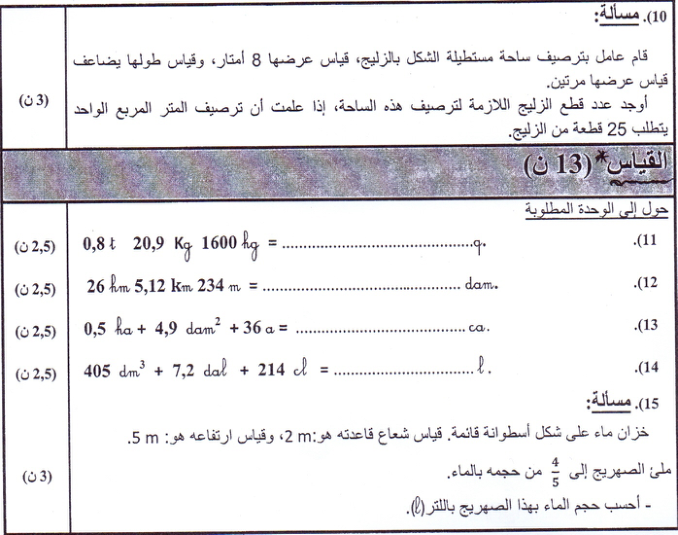 10). مسألة:
قام عامل بترصيف ساحة مستطيلة الشكل بالزليج، قياس عرضها 8 أمتار، وقياس طولها يضاعف
قياس عرضها مرتين.
(3 ن)
أوجد عدد قطع الزليج اللازمة لترصيف هذه الساحة، إذا علمت أن ترصيف المتر المربع الواحد
يتطلب 25 قطعة من الزليج.
القياس* (13 ن)
حول إلى الوحدة المطلوبة
11). 0,8 t 20,9 Kg 1600 hg = ............................................q. (2,5 ن)
12). 26 hm 5,12 km 234 m = .............................................. dam. (2,5 ن)
13). 0,5 ha + 4,9 dam² + 36 a = ....................................... ca. (2,5 ن)
14). 405 dm³ + 7,2 dal + 214 cl = ................................l. (2,5 ن)
15). مسألة:
خزان ماء على شكل أسطوانة قائمة. قياس شعاع قاعدته هو: 2 m، وقياس ارتفاعه هو: 5 m.
ملئ الصهريج إلى 4/5 من حجمه بالماء.
(3 ن)
- أحسب حجم الماء بهذا الصهريج باللتر(l).